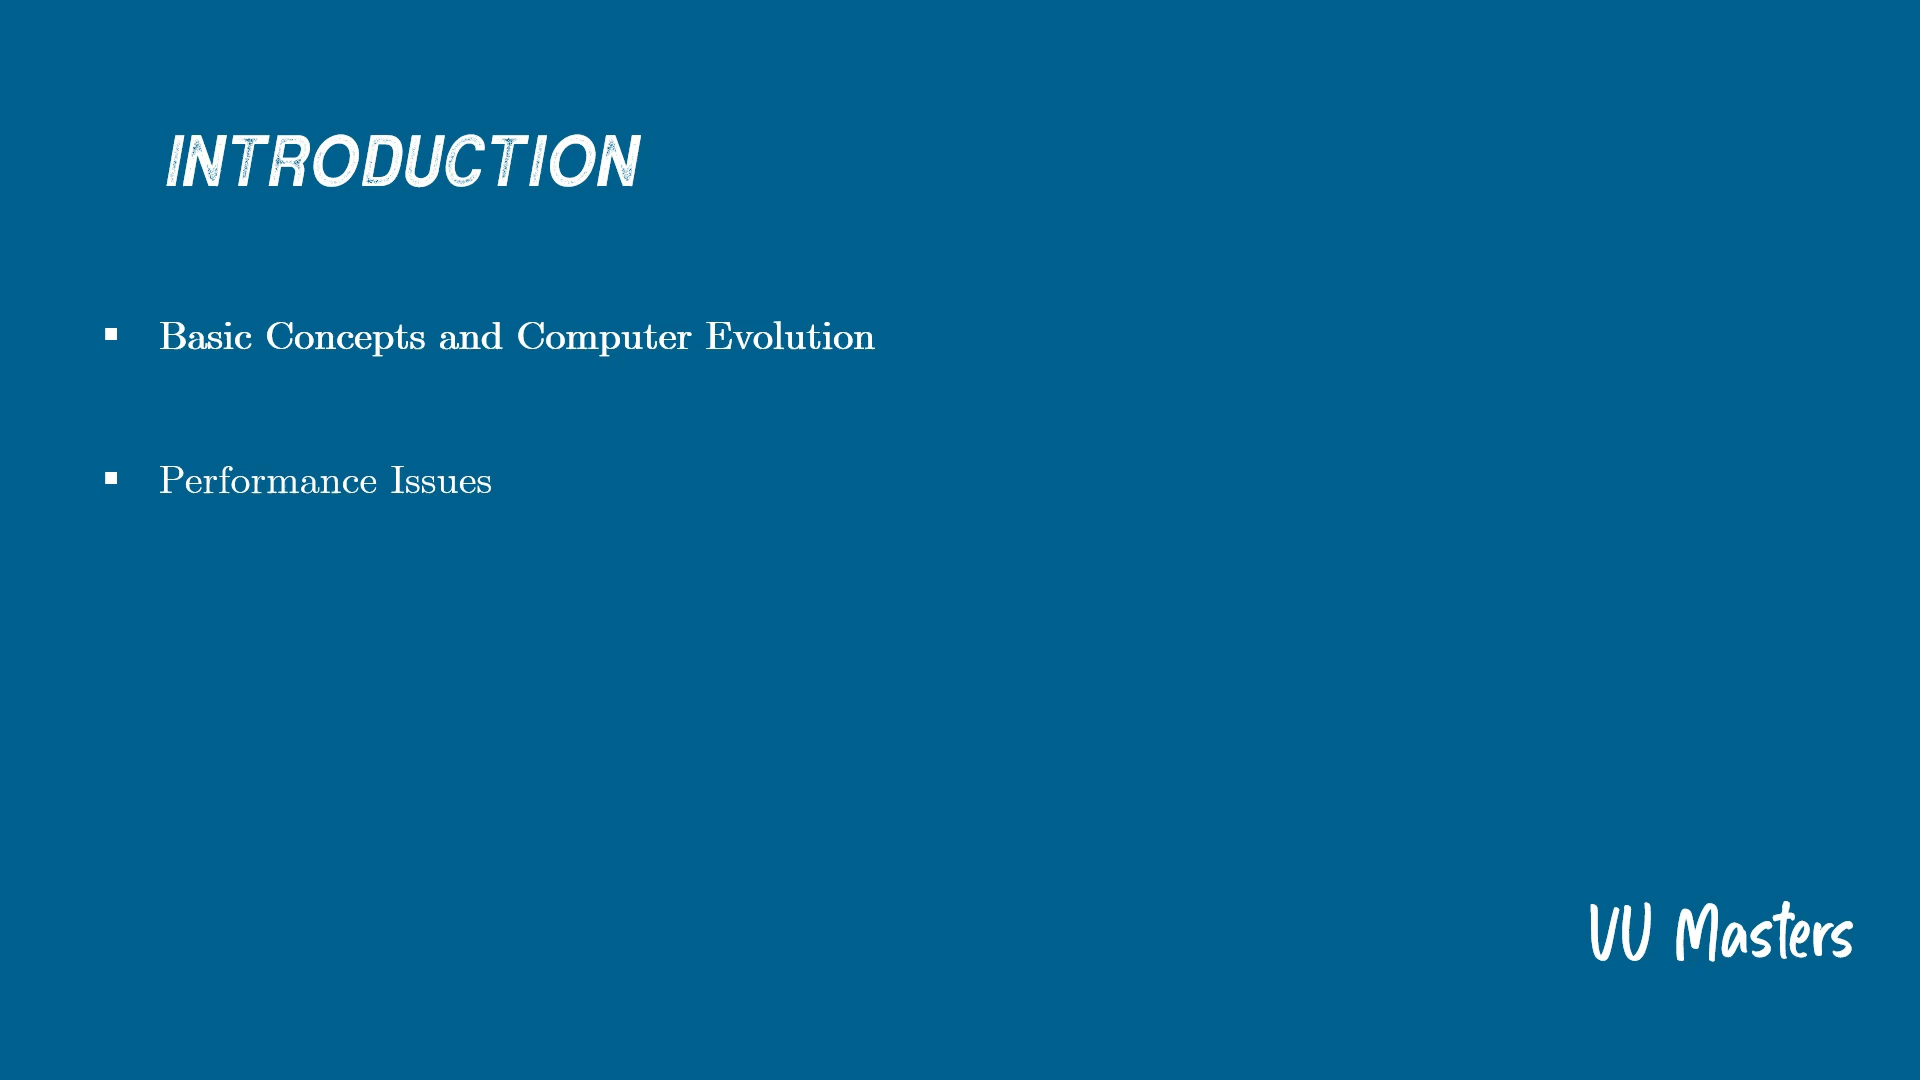 INTRODUCTION
▪ Basic Concepts and Computer Evolution
▪ Performance Issues
VU Masters